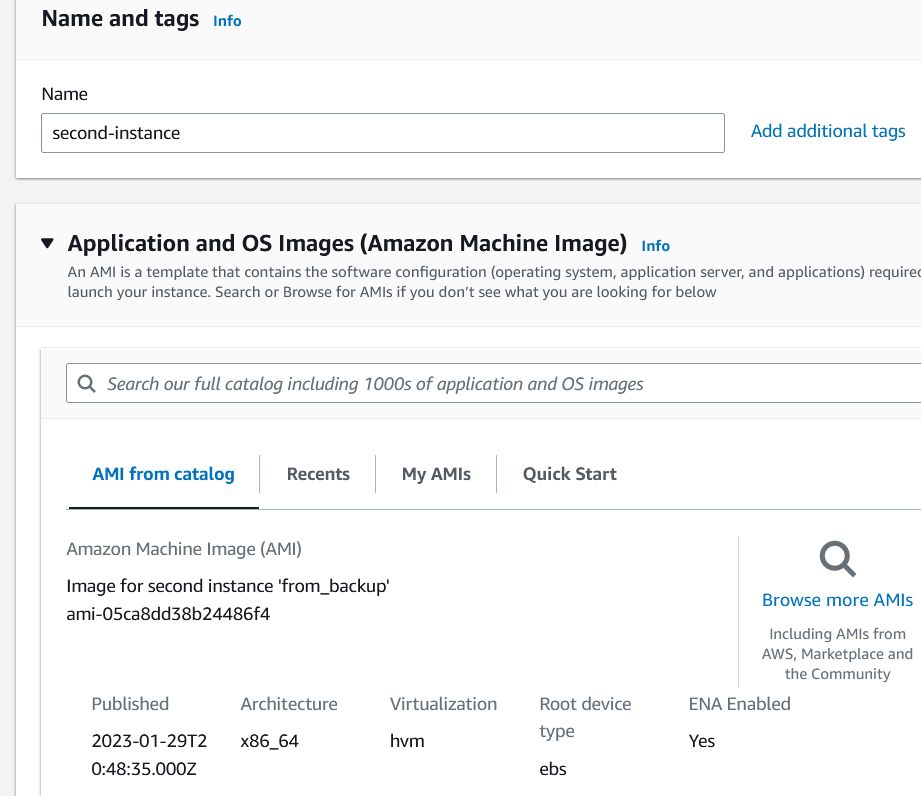 Name and tags Info
Name
second-instance
Add additional tags
Application and OS Images (Amazon Machine Image) Info
An AMI is a template that contains the software configuration (operating system, application server, and applications)
launch your instance. Search or Browse for AMIs if you don’t see what you are looking for below
Search our full catalog including 1000s of application and OS images
AMI from catalog
Recents
My AMIs
Quick Start
Amazon Machine Image (AMI)
Image for second instance 'from_backup'
ami-05ca8dd38b24486f4
Browse more AMIs
Including AMIs from
AWS, Marketplace and
the Community
Published
2023-01-29T2
0:48:35.000Z
Architecture
x86_64
Virtualization
hvm
Root device
type
ebs
ENA Enabled
Yes